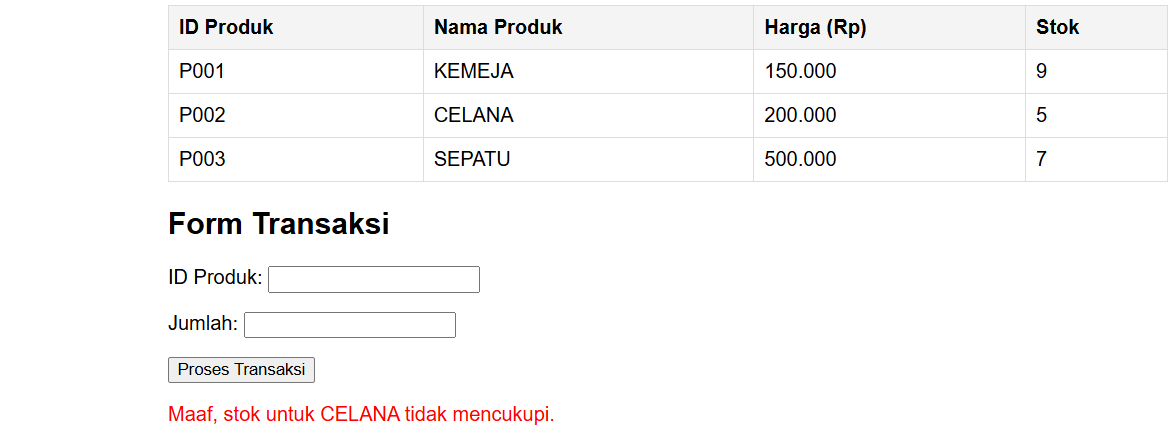 ID Produk Nama Produk Harga (Rp) Stok
P001 KEMEJA 150.000 9
P002 CELANA 200.000 5
P003 SEPATU 500.000 7
Form Transaksi
ID Produk:
Jumlah:
Proses Transaksi
Maaf, stok untuk CELANA tidak mencukupi.